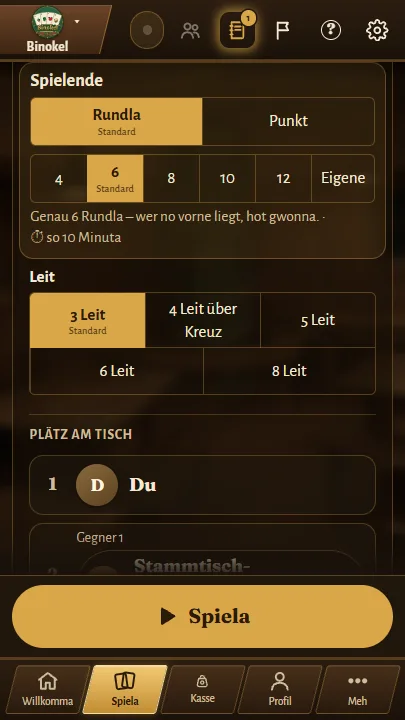 1
Binokel
Spielende
Rundla
Standard
Punkt
4
6
Standard
8
10
12
Eigene
Genau 6 Rundla – wer no vorne liegt, hot gwonna. ·
⏱ so 10 Minuta
Leit
3 Leit
Standard
4 Leit über
Kreuz
5 Leit
6 Leit
8 Leit
PLÄTZ AM TISCH
1
D
Du
Gegner 1
Stammtisch-
Spiela
Willkomma
Spiela
Kasse
Profil
Meh